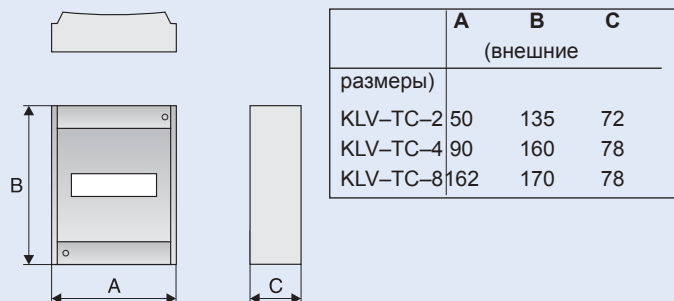 A B C
(внешние
размеры)
KLV–TC–2 50 135 72
KLV–TC–4 90 160 78
KLV–TC–8 162 170 78
B
A
C